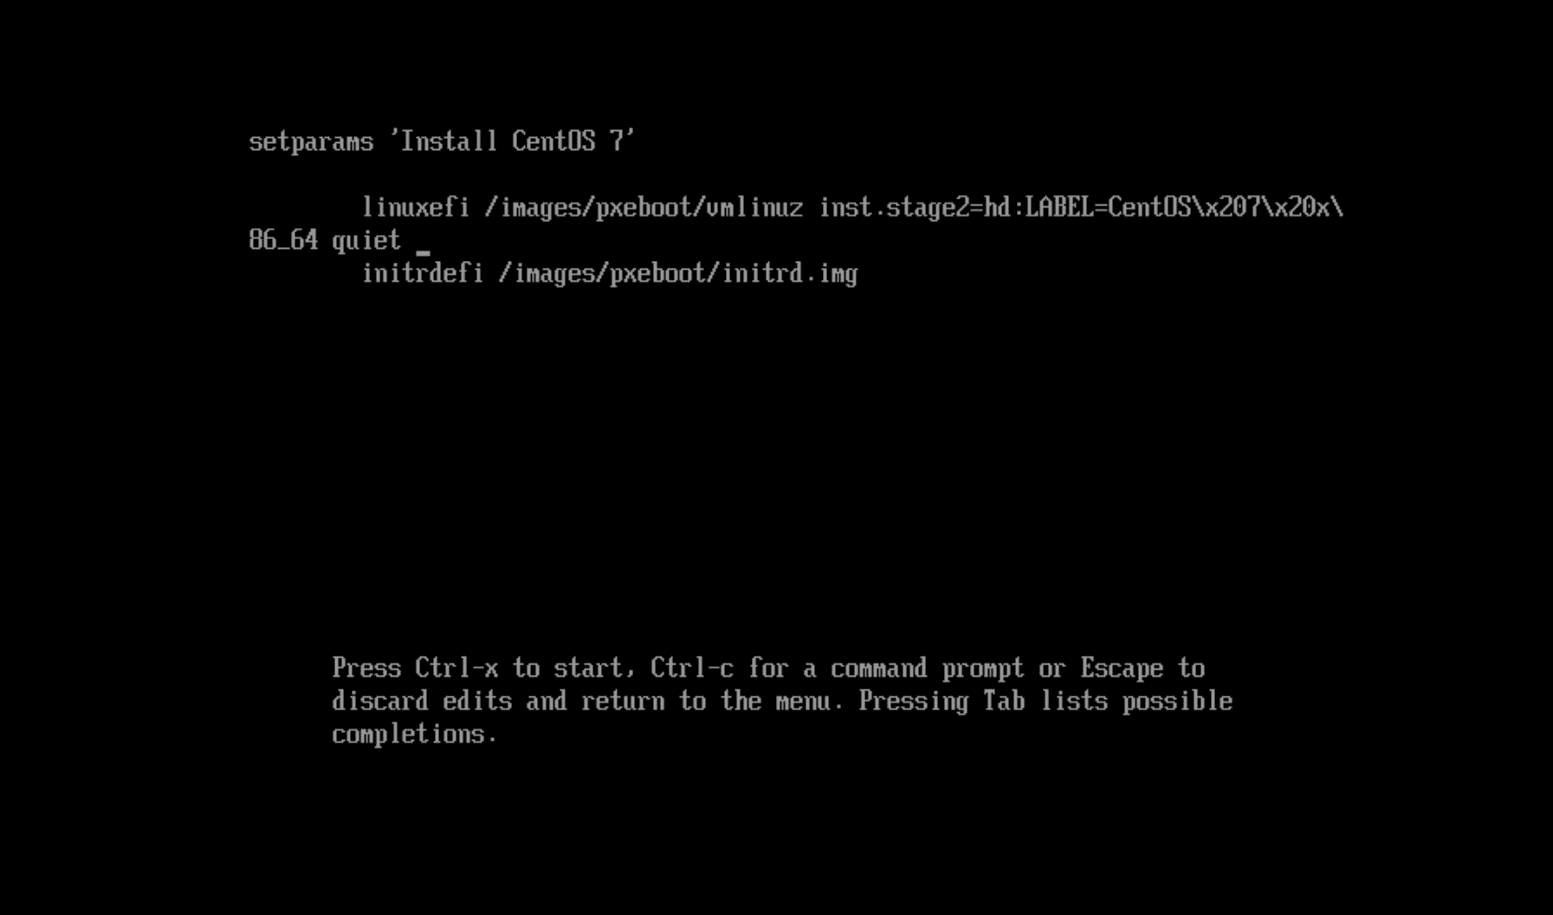 setparams 'Install CentOS 7'
linuxefi /images/pxeboot/vmlinuz inst.stage2=hd:LABEL=CentOS\x207\x20x\
86_64 quiet _
initrdefi /images/pxeboot/initrd.img
Press Ctrl-x to start, Ctrl-c for a command prompt or Escape to
discard edits and return to the menu. Pressing Tab lists possible
completions.